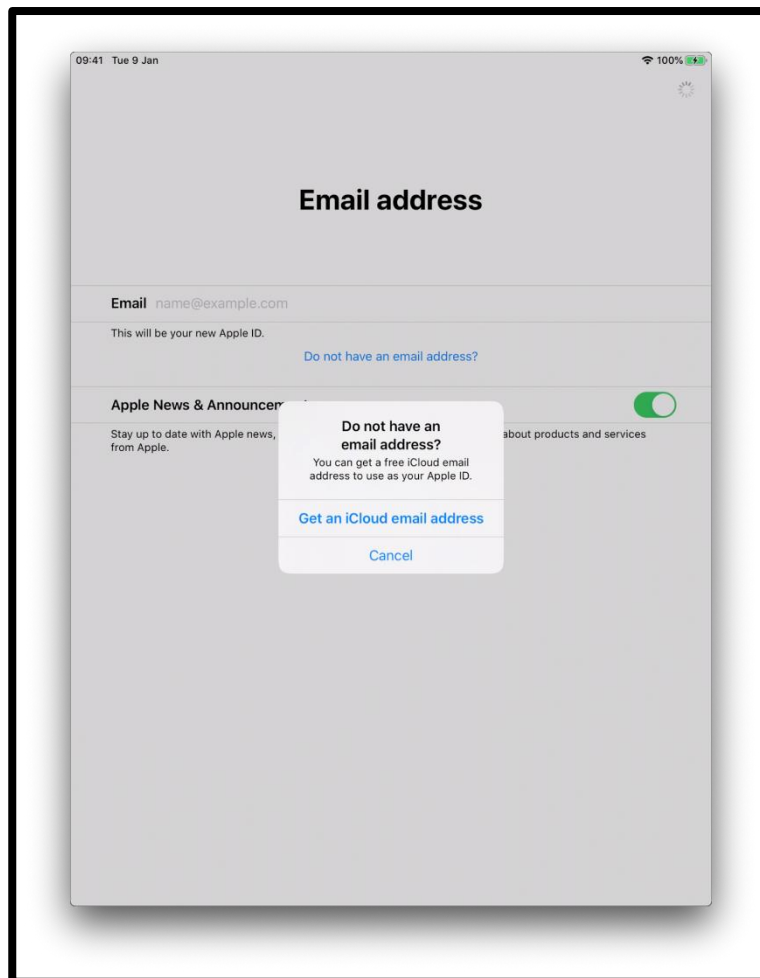 09:41 Tue 9 Jan 100%
Email address
Email name@example.com
This will be your new Apple ID.
Do not have an email address?
Apple News & Announcem
Stay up to date with Apple news, about products and services
from Apple.
Do not have an
email address?
You can get a free iCloud email
address to use as your Apple ID.
Get an iCloud email address
Cancel